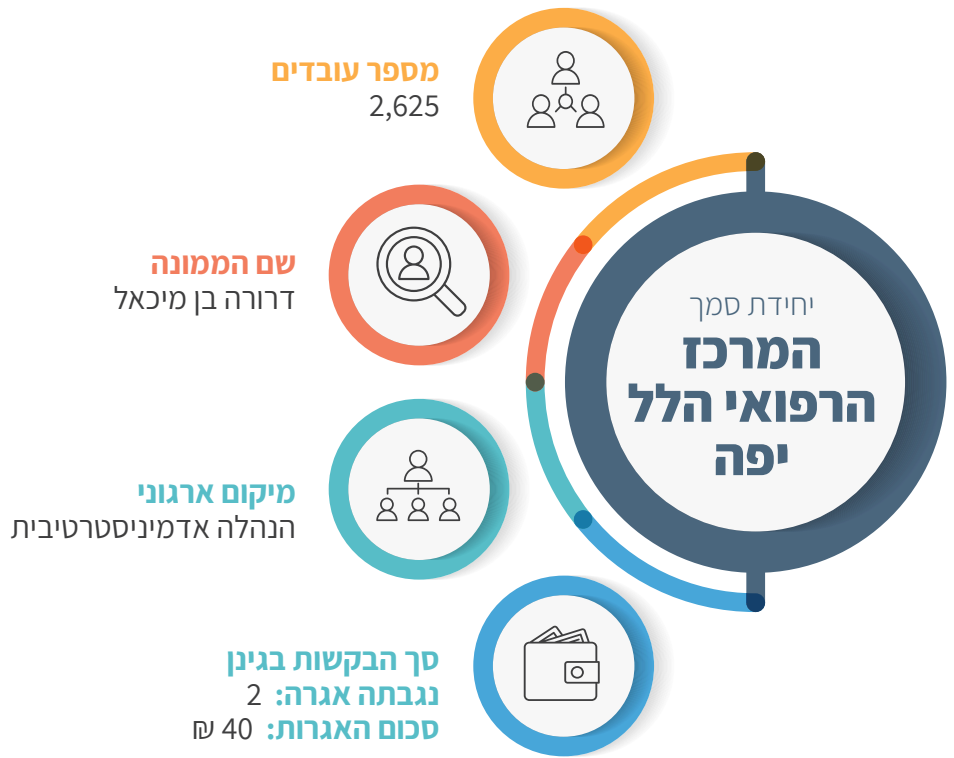 יחידת סמך
המרכז
הרפואי הלל
יפה
מספר עובדים
2,625
שם הממונה
דרורה בן מיכאל
מיקום ארגוני
הנהלה אדמיניסטרטיבית
סך הבקשות בגינן
נגבתה אגרה: 2
סכום האגרות: 40 ₪